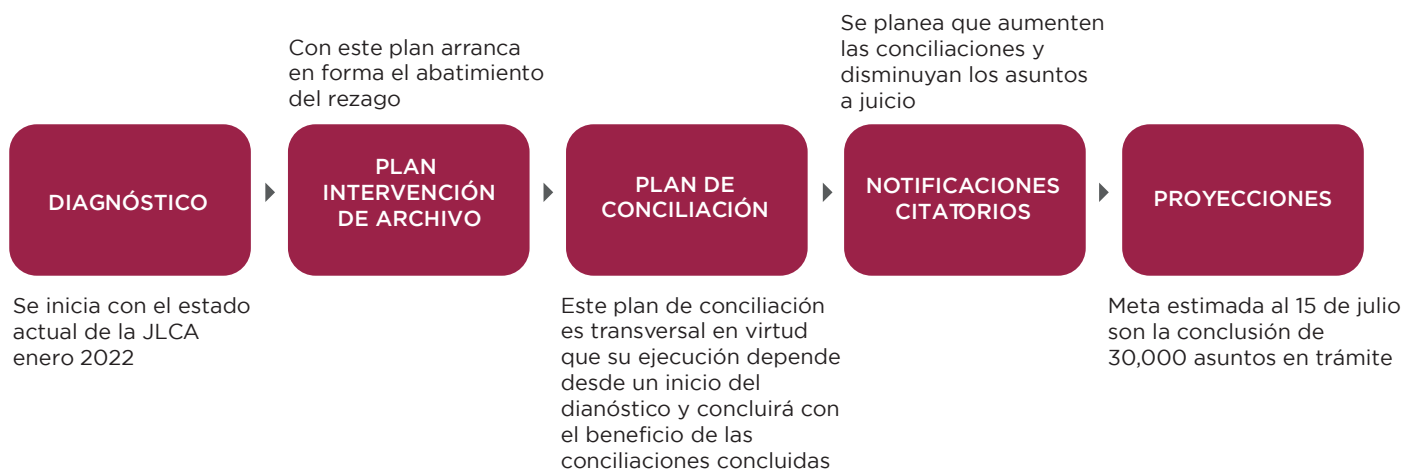 Con este plan arranca
en forma el abatimiento
del rezago
Se planea que aumenten
las conciliaciones y
disminuyan los asuntos
a juicio
DIAGNÓSTICO
PLAN
INTERVENCIÓN
DE ARCHIVO
PLAN DE
CONCILIACIÓN
NOTIFICACIONES
CITATORIOS
PROYECCIONES
Se inicia con el estado
actual de la JLCA
enero 2022
Este plan de conciliación
es transversal en virtud
que su ejecución depende
desde un inicio del
dianóstico y concluirá con
el beneficio de las
conciliaciones concluidas
Meta estimada al 15 de julio
son la conclusión de
30,000 asuntos en trámite